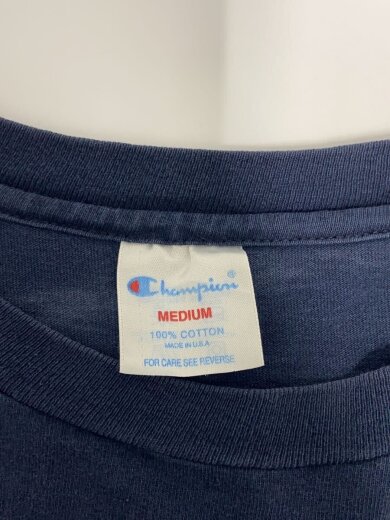 Champion®
MEDIUM
100% COTTON
MADE IN U.S.A
FOR CARE SEE REVERSE